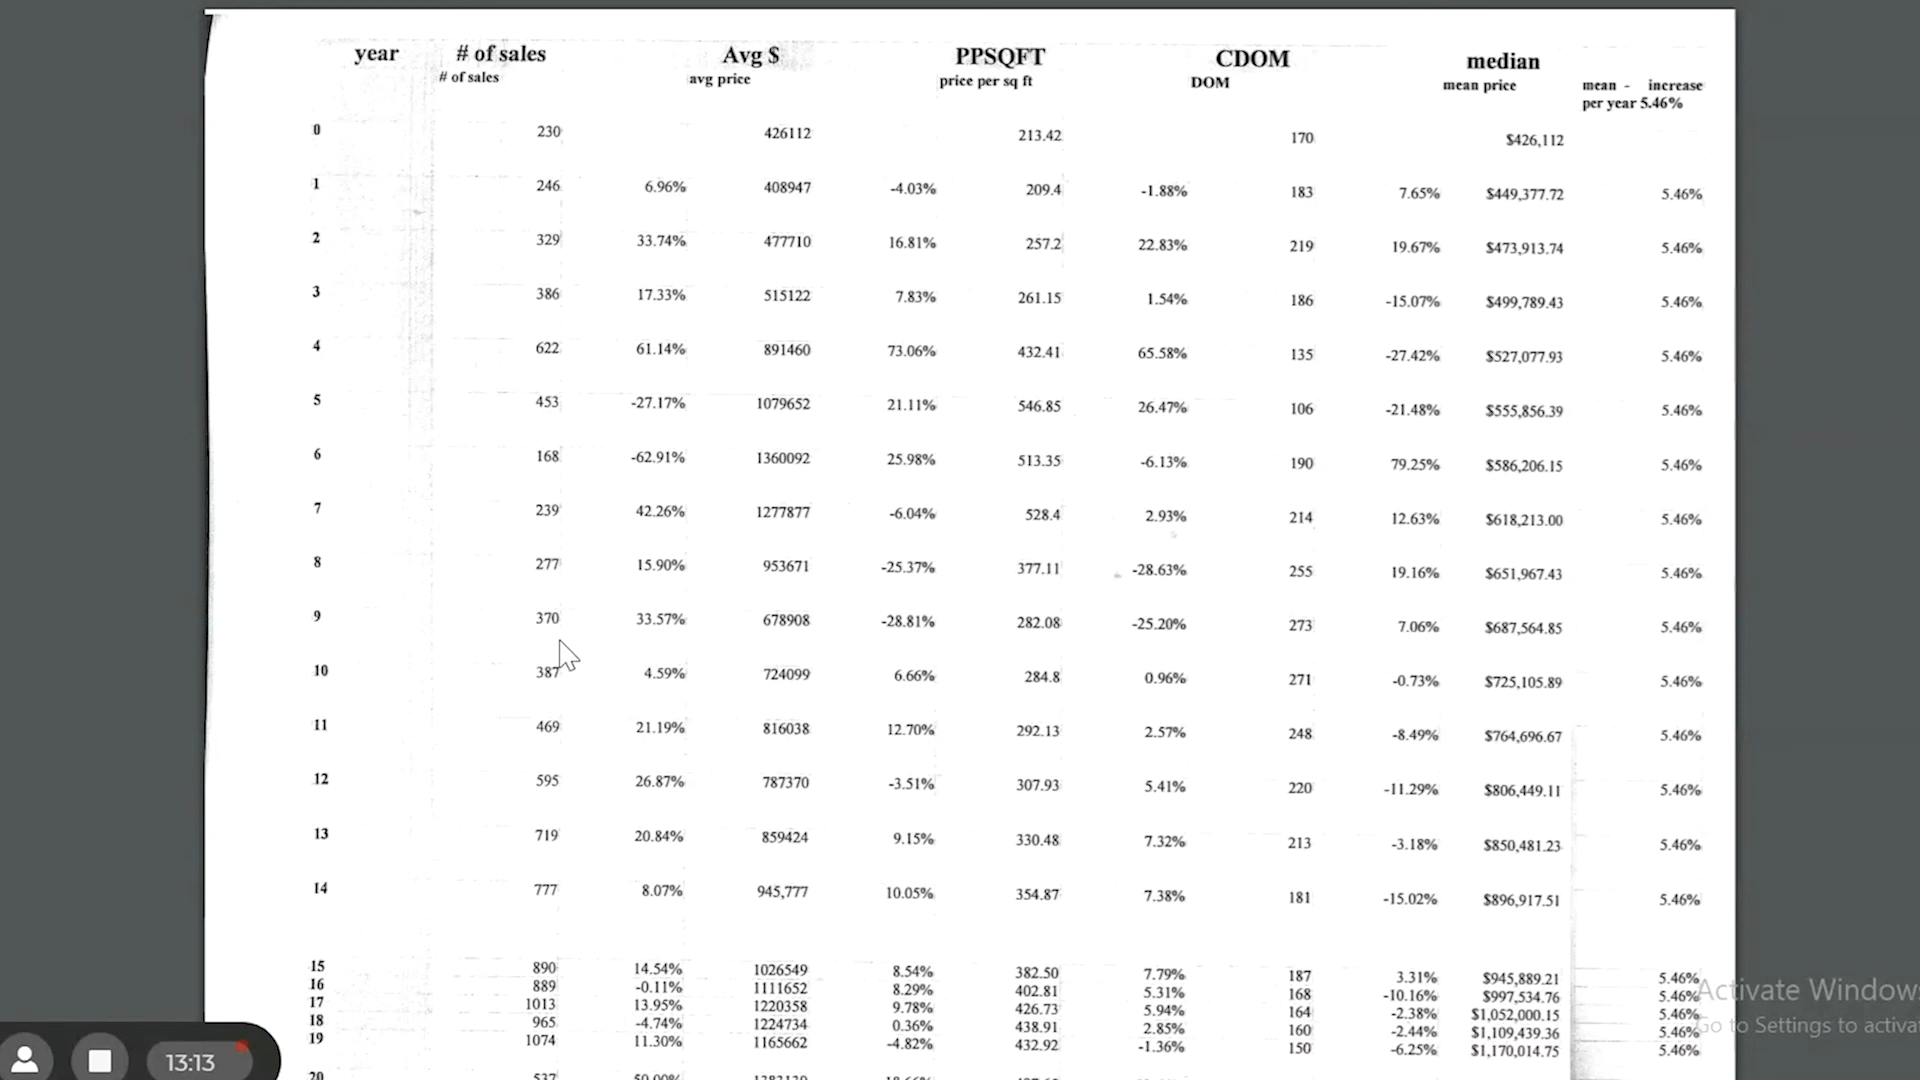 year # of sales Avg $ PPSQFT CDOM median
# of sales avg price price per sq ft DOM mean price mean - increase
per year 5.46%
0 230 426112 213.42 170 $426,112
1 246 6.96% 408947 -4.03% 209.4 -1.88% 183 7.65% $449,377.72 5.46%
2 329 33.74% 477710 16.81% 257.2 22.83% 219 19.67% $473,913.74 5.46%
3 386 17.33% 515122 7.83% 261.15 1.54% 186 -15.07% $499,789.43 5.46%
4 622 61.14% 891460 73.06% 432.41 65.58% 135 -27.42% $527,077.93 5.46%
5 453 -27.17% 1079652 21.11% 546.85 26.47% 106 -21.48% $555,856.39 5.46%
6 168 -62.91% 1360092 25.98% 513.35 -6.13% 190 79.25% $586,206.15 5.46%
7 239 42.26% 1277877 -6.04% 528.4 2.93% 214 12.63% $618,213.00 5.46%
8 277 15.90% 953671 -25.37% 377.11 -28.63% 255 19.16% $651,967.43 5.46%
9 370 33.57% 678908 -28.81% 282.08 -25.20% 273 7.06% $687,564.85 5.46%
10 387 4.59% 724099 6.66% 284.8 0.96% 271 -0.73% $725,105.89 5.46%
11 469 21.19% 816038 12.70% 292.13 2.57% 248 -8.49% $764,696.67 5.46%
12 595 26.87% 787370 -3.51% 307.93 5.41% 220 -11.29% $806,449.11 5.46%
13 719 20.84% 859424 9.15% 330.48 7.32% 213 -3.18% $850,481.23 5.46%
14 777 8.07% 945,777 10.05% 354.87 7.38% 181 -15.02% $896,917.51 5.46%
15 890 14.54% 1026549 8.54% 382.50 7.79% 187 3.31% $945,889.21 5.46%
16 889 -0.11% 1111652 8.29% 402.81 5.31% 168 -10.16% $997,534.76 5.46%
17 1013 13.95% 1220358 9.78% 426.73 5.94% 164 -2.38% $1,052,000.15 5.46%
18 965 -4.74% 1224734 0.36% 438.91 2.85% 160 -2.44% $1,109,439.36 5.46%
19 1074 11.30% 1165662 -4.82% 432.92 -1.36% 150 -6.25% $1,170,014.75 5.46%
20 537
Activate Windows
Go to Settings to activa
13:13